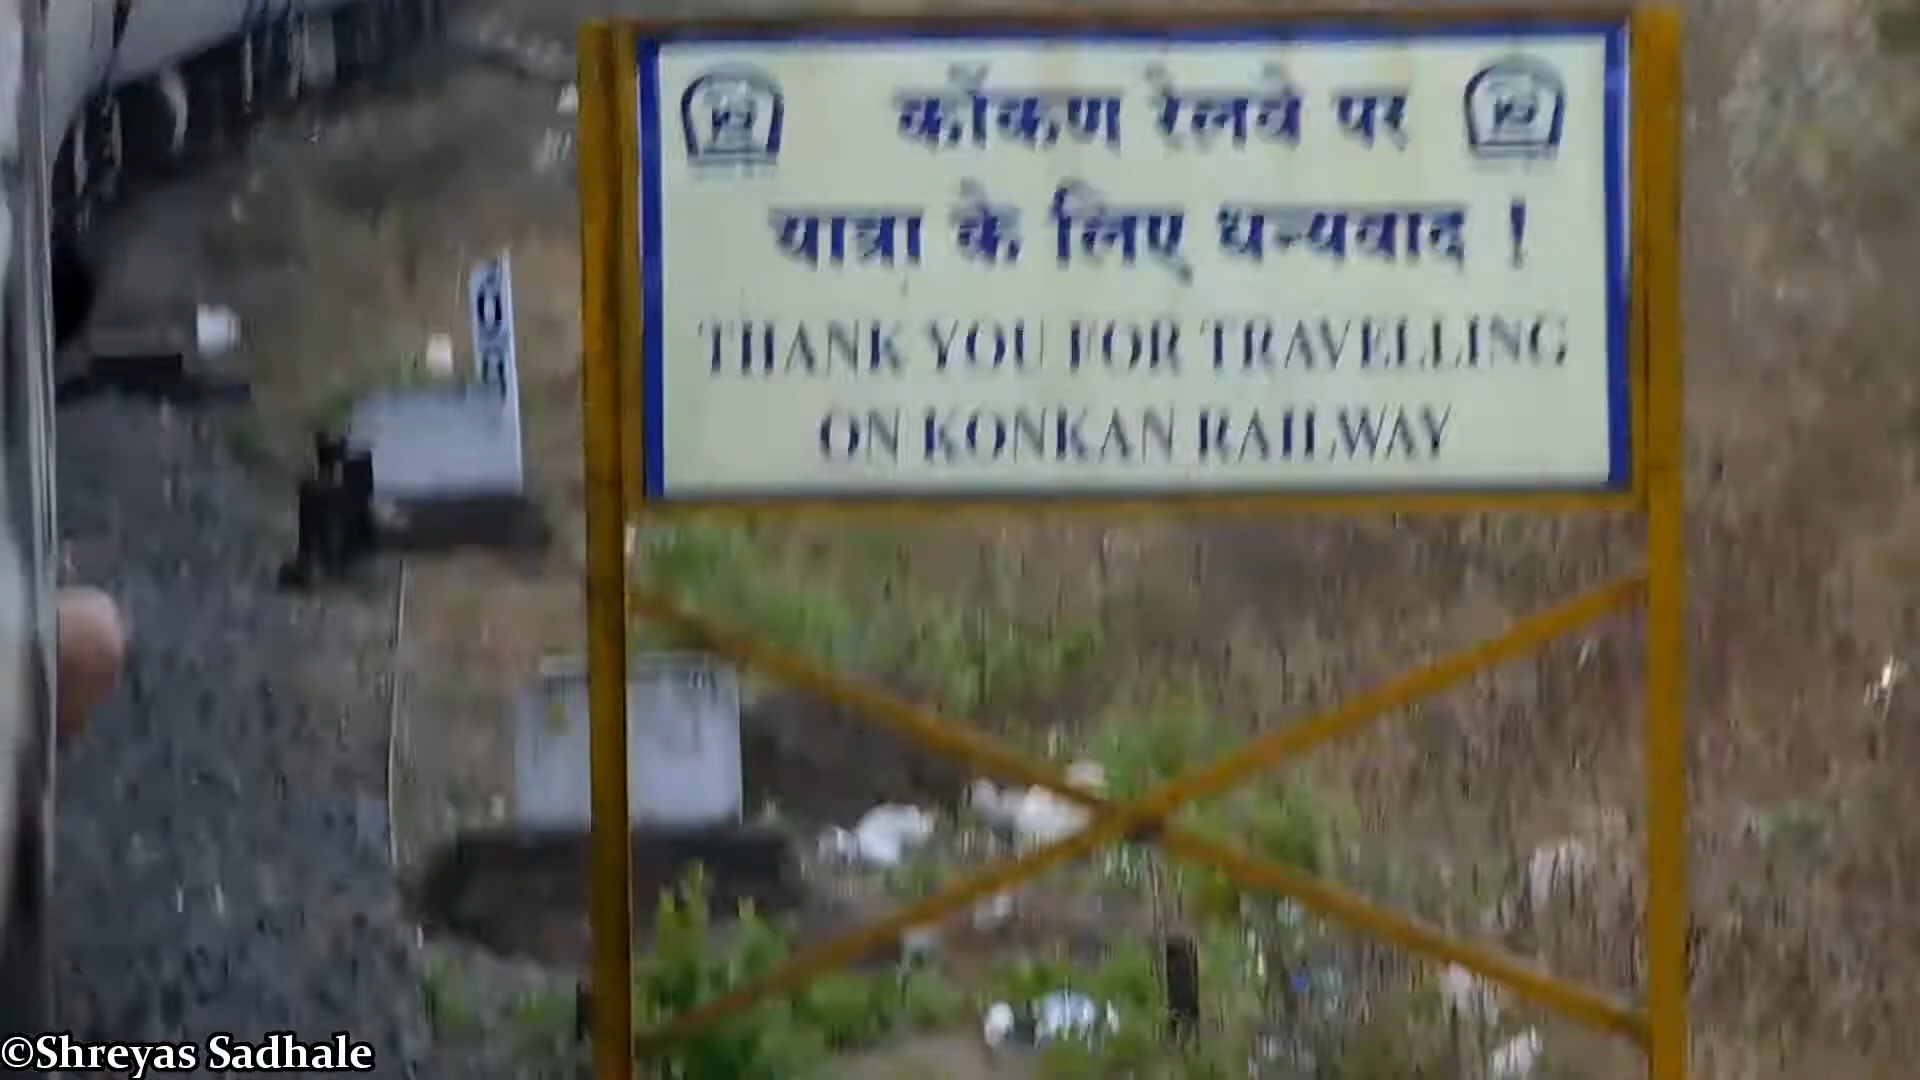 कोंकण रेलवे पर
यात्रा के लिए धन्यवाद !
THANK YOU FOR TRAVELLING
ON KONKAN RAILWAY
©Shreyas Sadhale